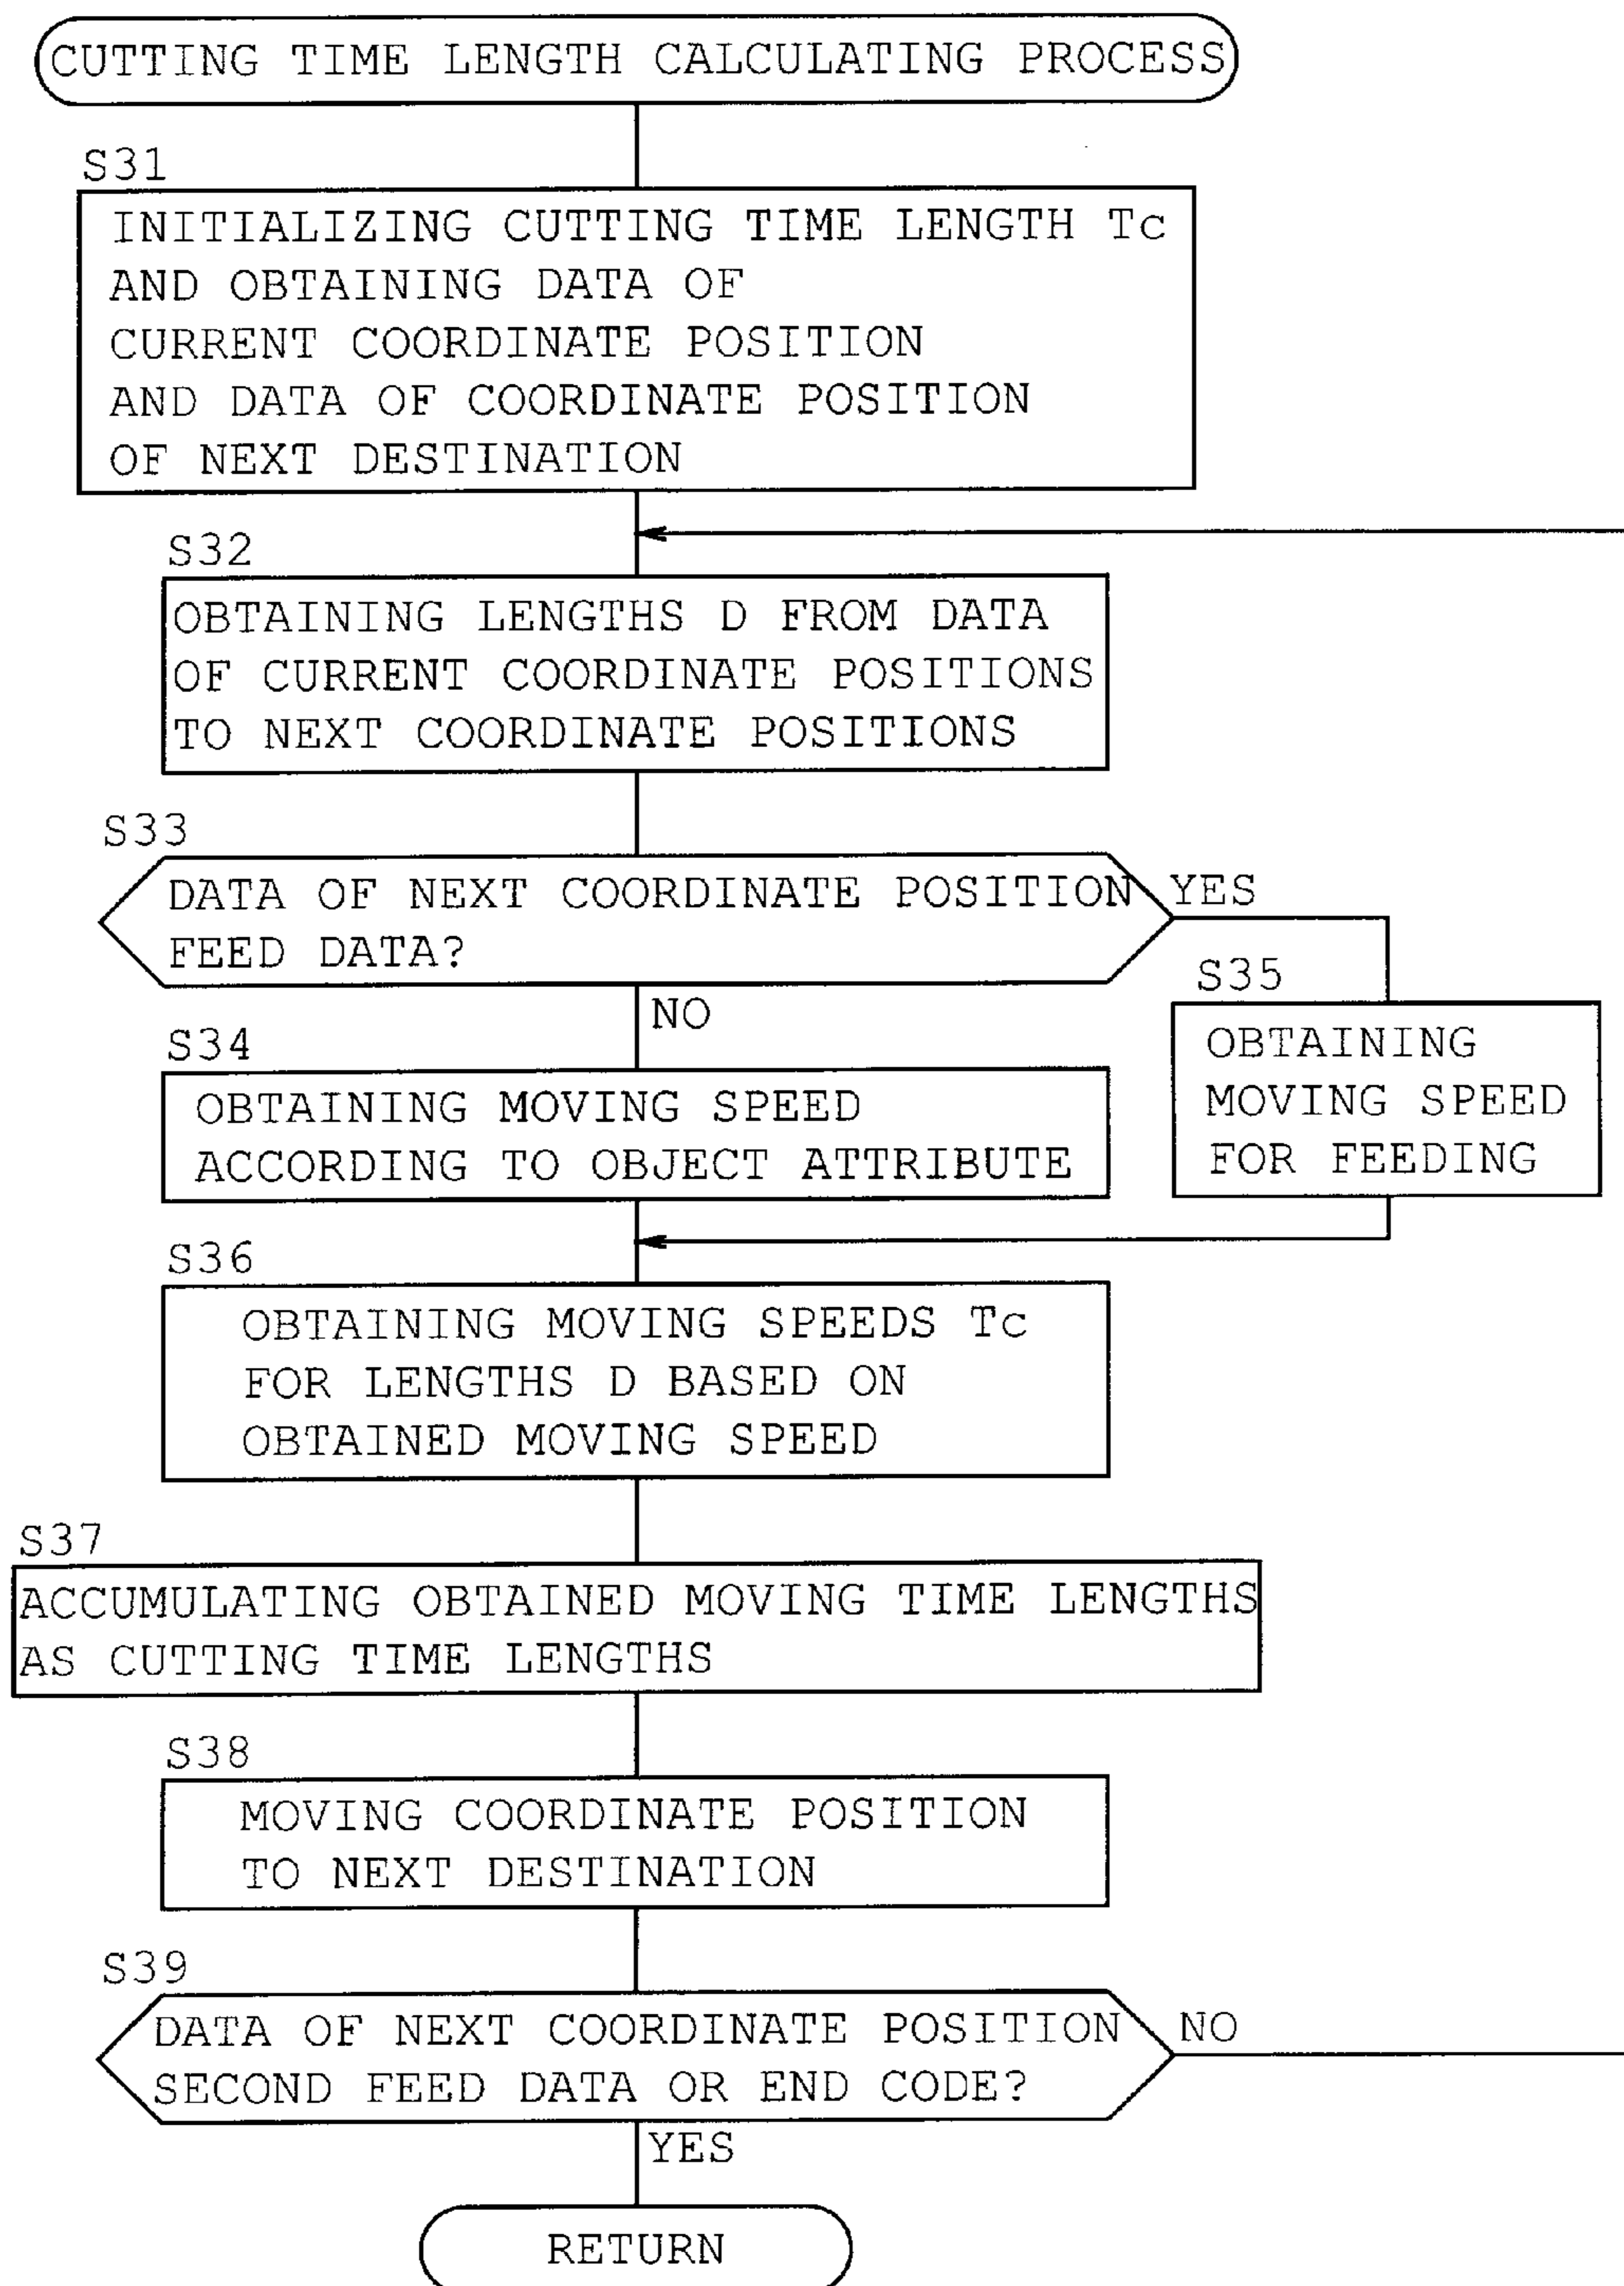 CUTTING TIME LENGTH CALCULATING PROCESS
S31
INITIALIZING CUTTING TIME LENGTH Tc
AND OBTAINING DATA OF
CURRENT COORDINATE POSITION
AND DATA OF COORDINATE POSITION
OF NEXT DESTINATION
S32
OBTAINING LENGTHS D FROM DATA
OF CURRENT COORDINATE POSITIONS
TO NEXT COORDINATE POSITIONS
S33
DATA OF NEXT COORDINATE POSITION
FEED DATA?
YES
NO
S34
OBTAINING MOVING SPEED
ACCORDING TO OBJECT ATTRIBUTE
S35
OBTAINING
MOVING SPEED
FOR FEEDING
S36
OBTAINING MOVING SPEEDS Tc
FOR LENGTHS D BASED ON
OBTAINED MOVING SPEED
S37
ACCUMULATING OBTAINED MOVING TIME LENGTHS
AS CUTTING TIME LENGTHS
S38
MOVING COORDINATE POSITION
TO NEXT DESTINATION
S39
DATA OF NEXT COORDINATE POSITION
SECOND FEED DATA OR END CODE?
NO
YES
RETURN